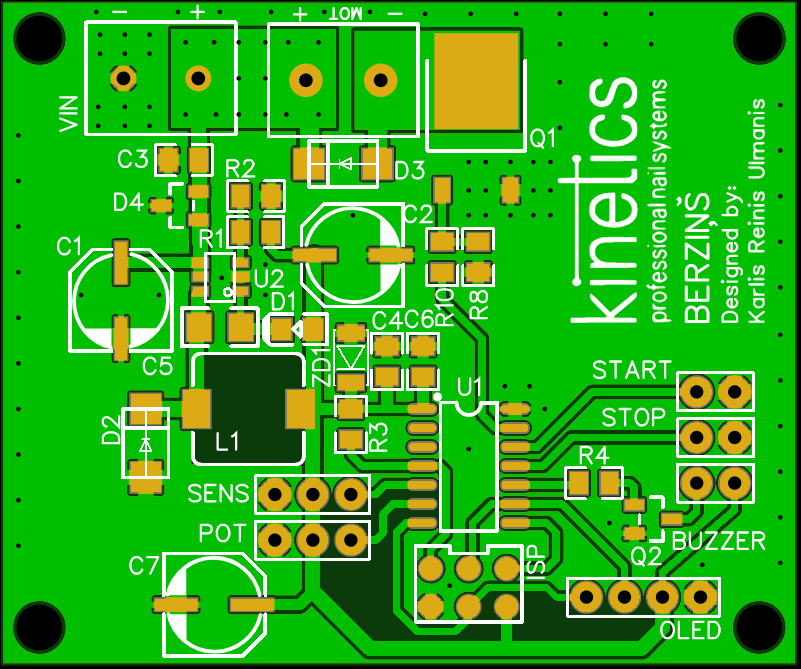 − + + MOT −
VIN
Q1
C3
R2
D3
D4
C2
R1
C1
U2
D1
R10
R8
C5
C4
C6
ZD1
U1
D2
L1
R3
kinetics
professional nail systems
BERZIŅŠ
Designed by:
Karlis Reinis Ulmanis
START
STOP
R4
SENS
POT
Q2
BUZZER
C7
ISP
OLED